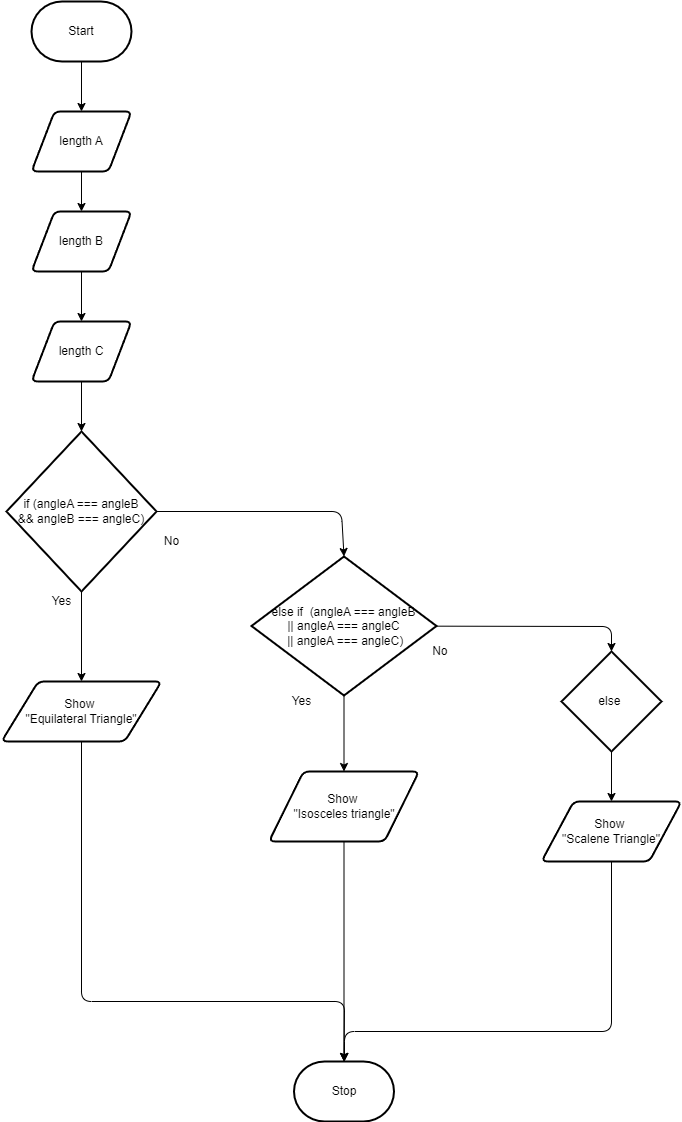 Start
length A
length B
length C
if (angleA === angleB
&& angleB === angleC)
No
Yes
else if  (angleA === angleB
|| angleA === angleC
|| angleA === angleC)
No
Yes
else
Show
"Equilateral Triangle"
Show
"Isosceles triangle"
Show
"Scalene Triangle"
Stop